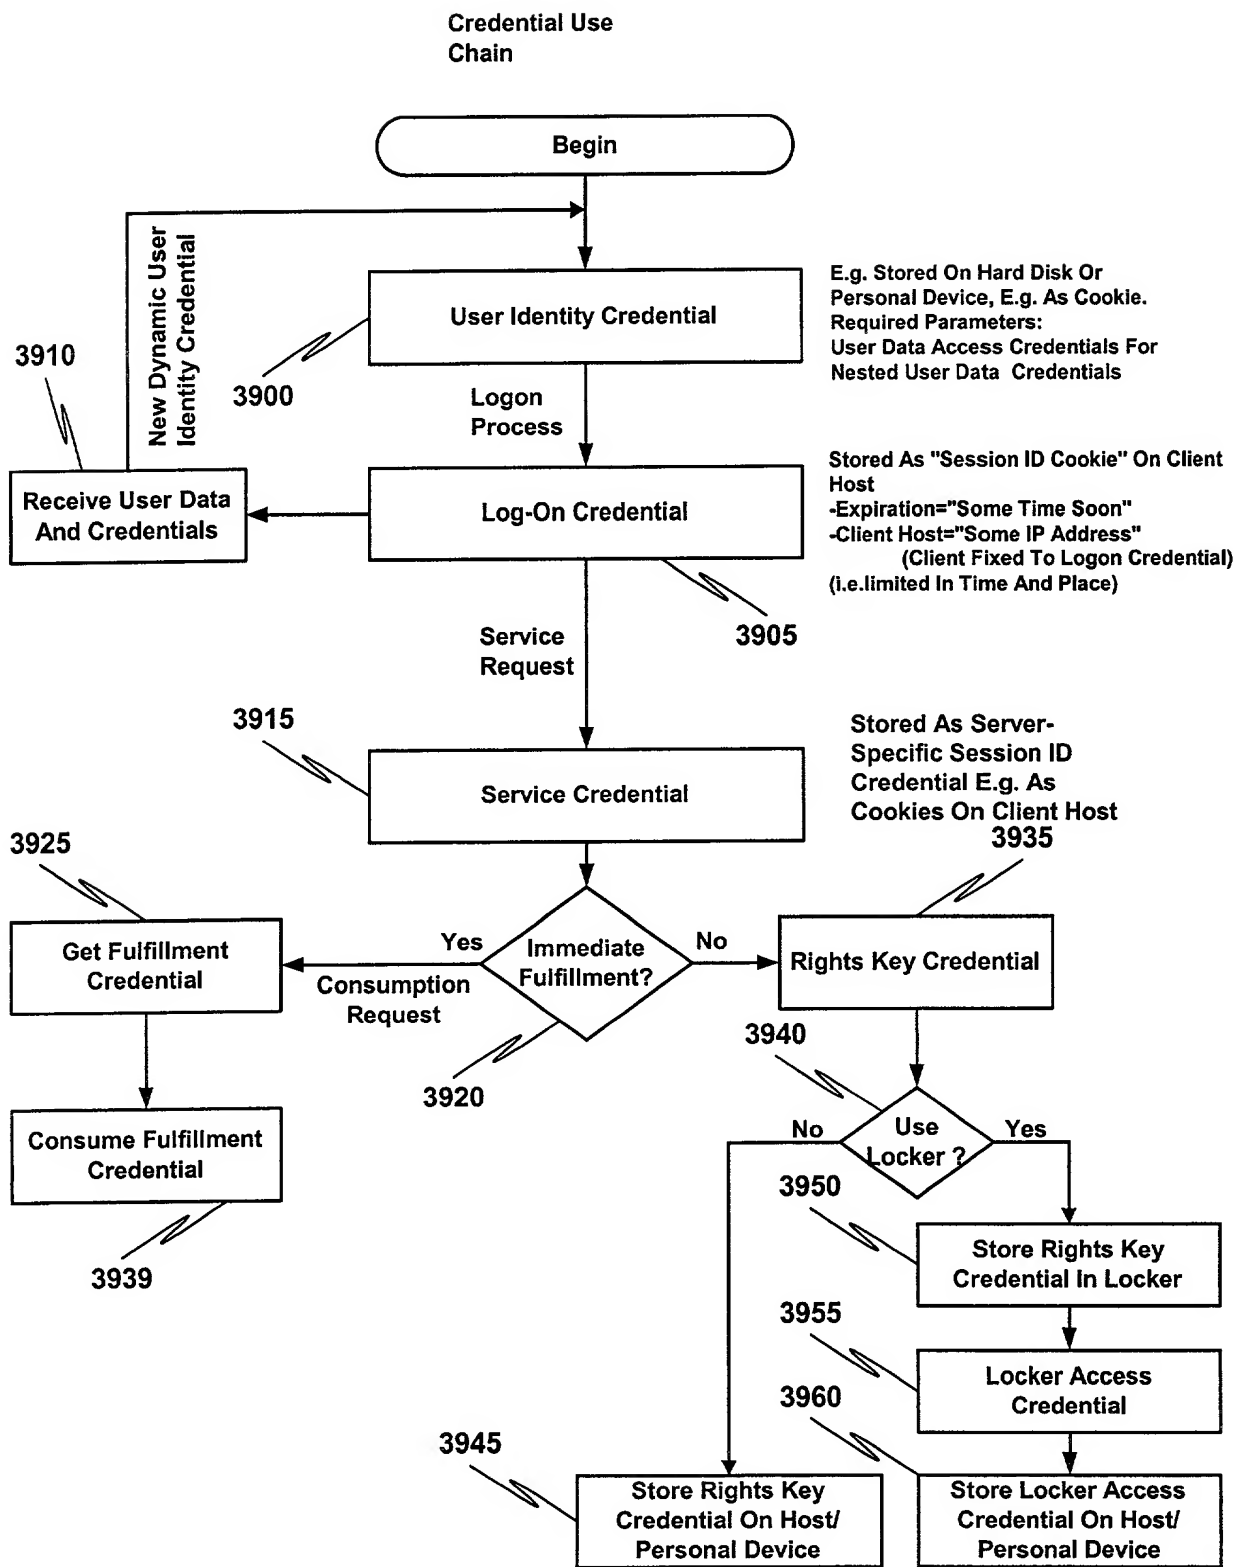 Credential Use
Chain
Begin
New Dynamic User
Identity Credential
User Identity Credential
E.g. Stored On Hard Disk Or
Personal Device, E.g. As Cookie.
Required Parameters:
User Data Access Credentials For
Nested User Data Credentials
3910
3900
Logon
Process
Receive User Data
And Credentials
Log-On Credential
Stored As "Session ID Cookie" On Client
Host
-Expiration="Some Time Soon"
-Client Host="Some IP Address"
(Client Fixed To Logon Credential)
(i.e.limited In Time And Place)
3905
Service
Request
3915
Service Credential
Stored As Server-
Specific Session ID
Credential E.g. As
Cookies On Client Host
3935
3925
Get Fulfillment
Credential
Yes
Consumption
Request
Immediate
Fulfillment?
No
Rights Key Credential
3920
3940
Consume Fulfillment
Credential
3939
No
Use
Locker ?
Yes
3950
Store Rights Key
Credential In Locker
3955
Locker Access
Credential
3960
3945
Store Rights Key
Credential On Host/
Personal Device
Store Locker Access
Credential On Host/
Personal Device